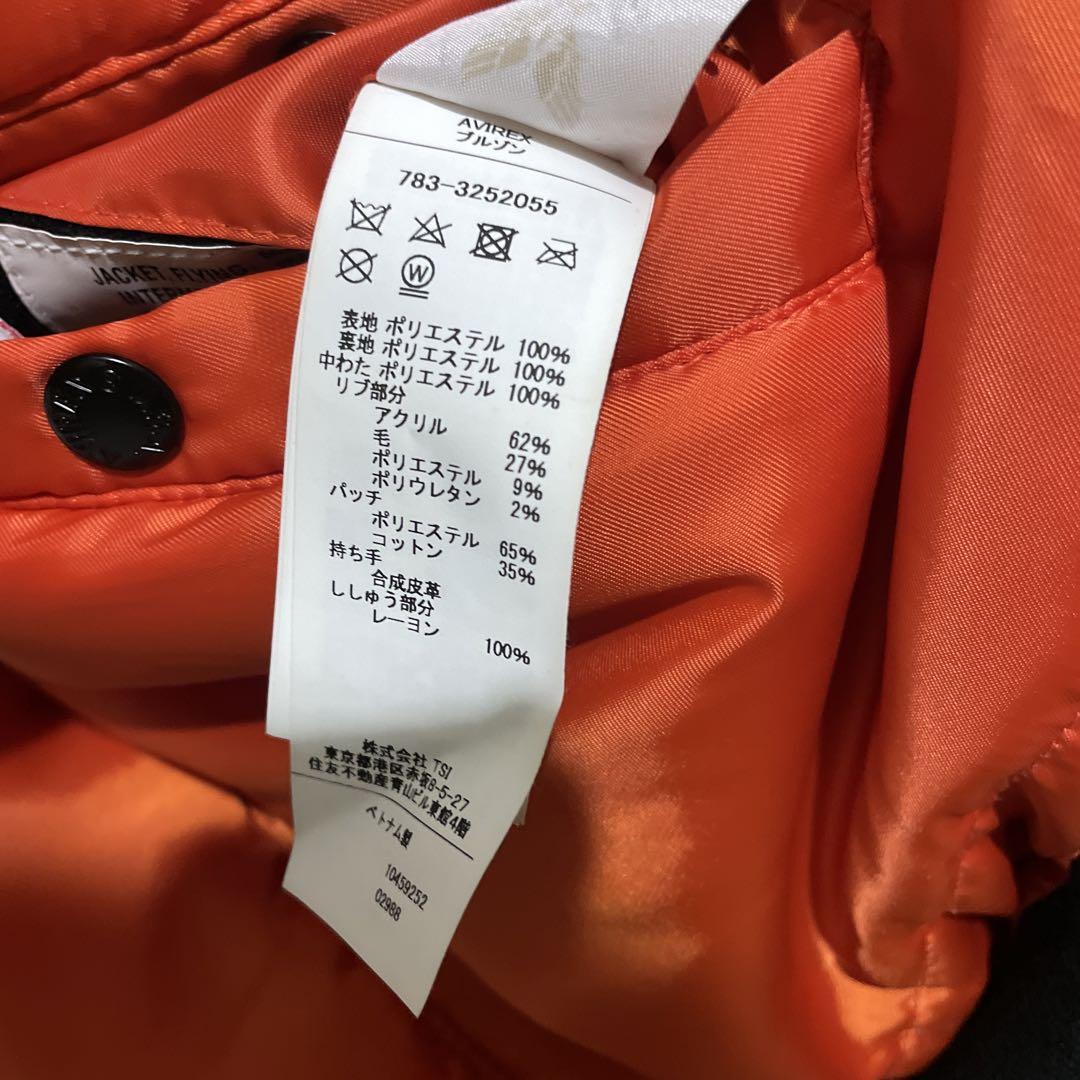 AVIREX
ブルゾン
783-3252055
W
表地 ポリエステル 100%
裏地 ポリエステル 100%
中わた ポリエステル 100%
リブ部分
アクリル 62%
毛 27%
ポリエステル 9%
ポリウレタン 2%
パッチ
ポリエステル 65%
コットン 35%
持ち手
合成皮革
ししゅう部分
レーヨン 100%
株式会社 TSI
東京都港区赤坂8-5-27
住友不動産青山ビル東館4階
ベトナム製
10459252
02988
JACKET, FLYING